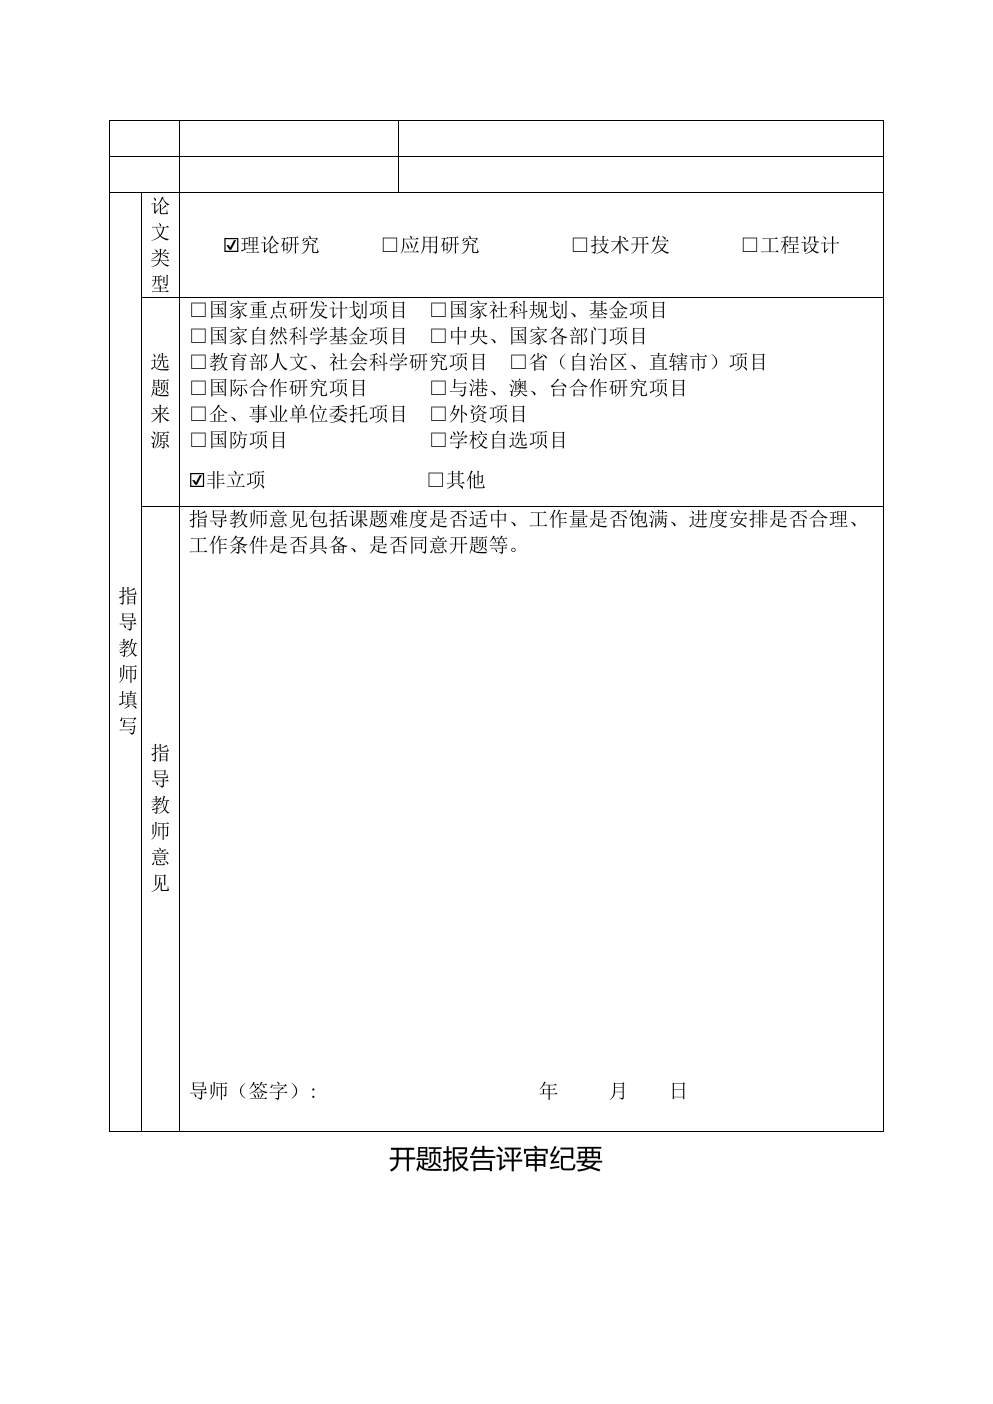 论文类型
☑理论研究 □应用研究 □技术开发 □工程设计
选题来源
□国家重点研发计划项目 □国家社科规划、基金项目
□国家自然科学基金项目 □中央、国家各部门项目
□教育部人文、社会科学研究项目 □省（自治区、直辖市）项目
□国际合作研究项目 □与港、澳、台合作研究项目
□企、事业单位委托项目 □外资项目
□国防项目 □学校自选项目
☑非立项 □其他
指导教师填写
指导教师意见
指导教师意见包括课题难度是否适中、工作量是否饱满、进度安排是否合理、
工作条件是否具备、是否同意开题等。
导师（签字）: 年 月 日
开题报告评审纪要